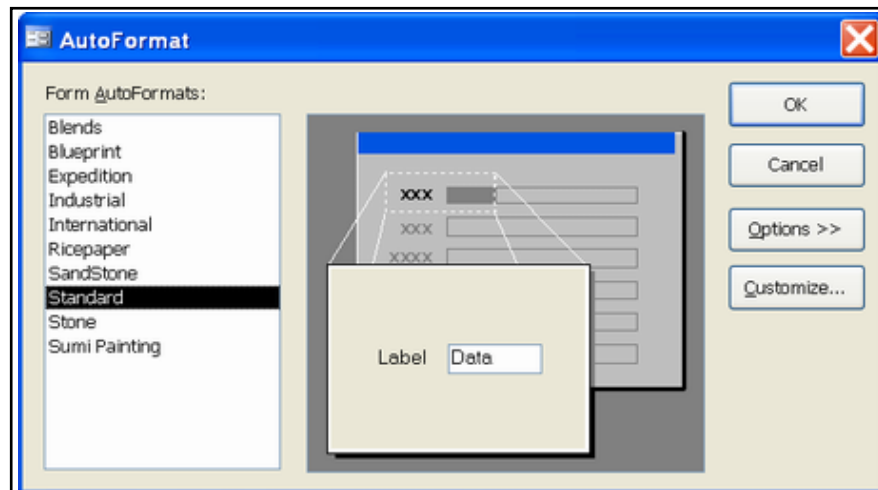 AutoFormat
Form AutoFormats:
Blends
Blueprint
Expedition
Industrial
International
Ricepaper
SandStone
Standard
Stone
Sumi Painting
xxx
xxx
xxxx
Label Data
OK
Cancel
Options >>
Customize...